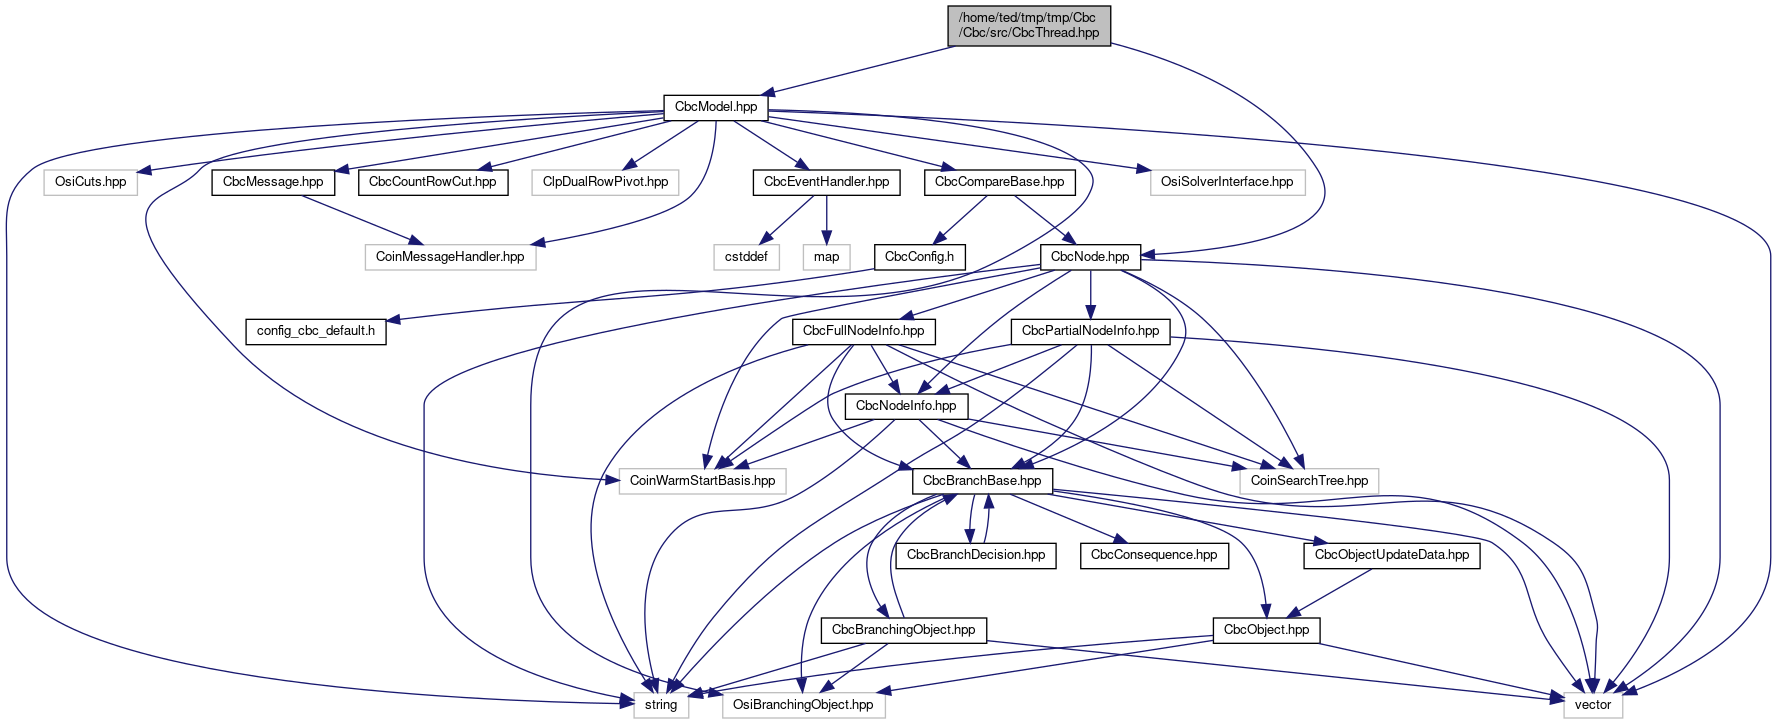 /home/ted/tmp/tmp/Cbc
/Cbc/src/CbcThread.hpp
CbcModel.hpp
OsiCuts.hpp
CbcMessage.hpp
CbcCountRowCut.hpp
ClpDualRowPivot.hpp
CbcEventHandler.hpp
CbcCompareBase.hpp
OsiSolverInterface.hpp
CoinMessageHandler.hpp
cstddef
map
CbcConfig.h
CbcNode.hpp
config_cbc_default.h
CbcFullNodeInfo.hpp
CbcPartialNodeInfo.hpp
CbcNodeInfo.hpp
CoinWarmStartBasis.hpp
CbcBranchBase.hpp
CoinSearchTree.hpp
CbcBranchDecision.hpp
CbcConsequence.hpp
CbcObjectUpdateData.hpp
CbcBranchingObject.hpp
CbcObject.hpp
string
OsiBranchingObject.hpp
vector